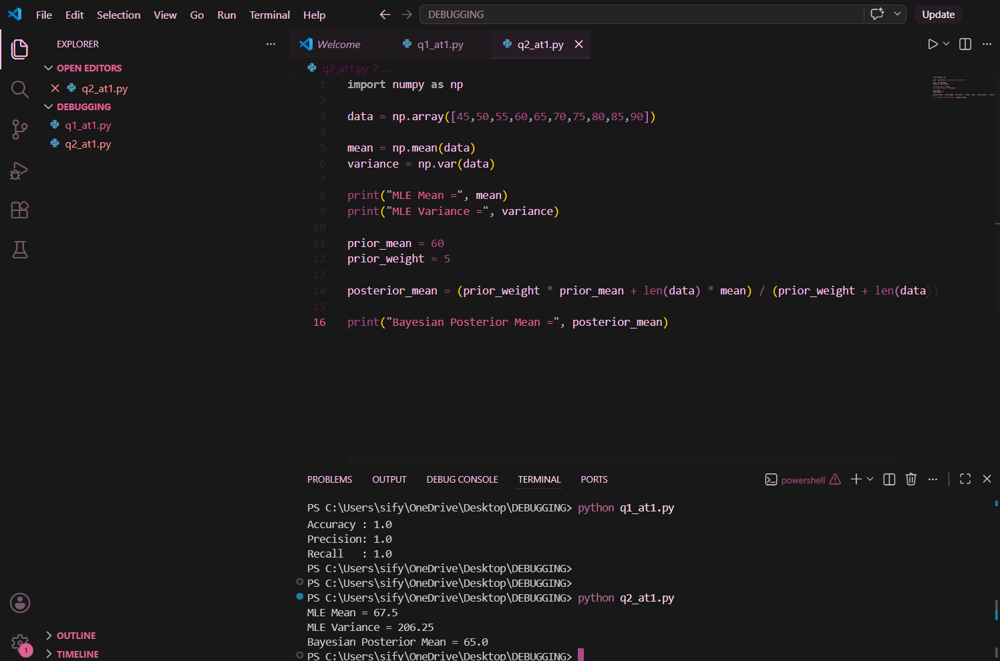 File Edit Selection View Go Run Terminal Help
DEBUGGING
Update
EXPLORER
OPEN EDITORS
q2_at1.py
DEBUGGING
q1_at1.py
q2_at1.py
OUTLINE
TIMELINE
1
Welcome q1_at1.py q2_at1.py
q2_at1.py > ...
1 import numpy as np
2
3 data = np.array([45,50,55,60,65,70,75,80,85,90])
4
5 mean = np.mean(data)
6 variance = np.var(data)
7
8 print("MLE Mean =", mean)
9 print("MLE Variance =", variance)
10
11 prior_mean = 60
12 prior_weight = 5
13
14 posterior_mean = (prior_weight * prior_mean + len(data) * mean) / (prior_weight + len(data))
15
16 print("Bayesian Posterior Mean =", posterior_mean)
PROBLEMS OUTPUT DEBUG CONSOLE TERMINAL PORTS
powershell
PS C:\Users\sify\OneDrive\Desktop\DEBUGGING> python q1_at1.py
Accuracy : 1.0
Precision: 1.0
Recall   : 1.0
PS C:\Users\sify\OneDrive\Desktop\DEBUGGING>
PS C:\Users\sify\OneDrive\Desktop\DEBUGGING>
PS C:\Users\sify\OneDrive\Desktop\DEBUGGING> python q2_at1.py
MLE Mean = 67.5
MLE Variance = 206.25
Bayesian Posterior Mean = 65.0
PS C:\Users\sify\OneDrive\Desktop\DEBUGGING>